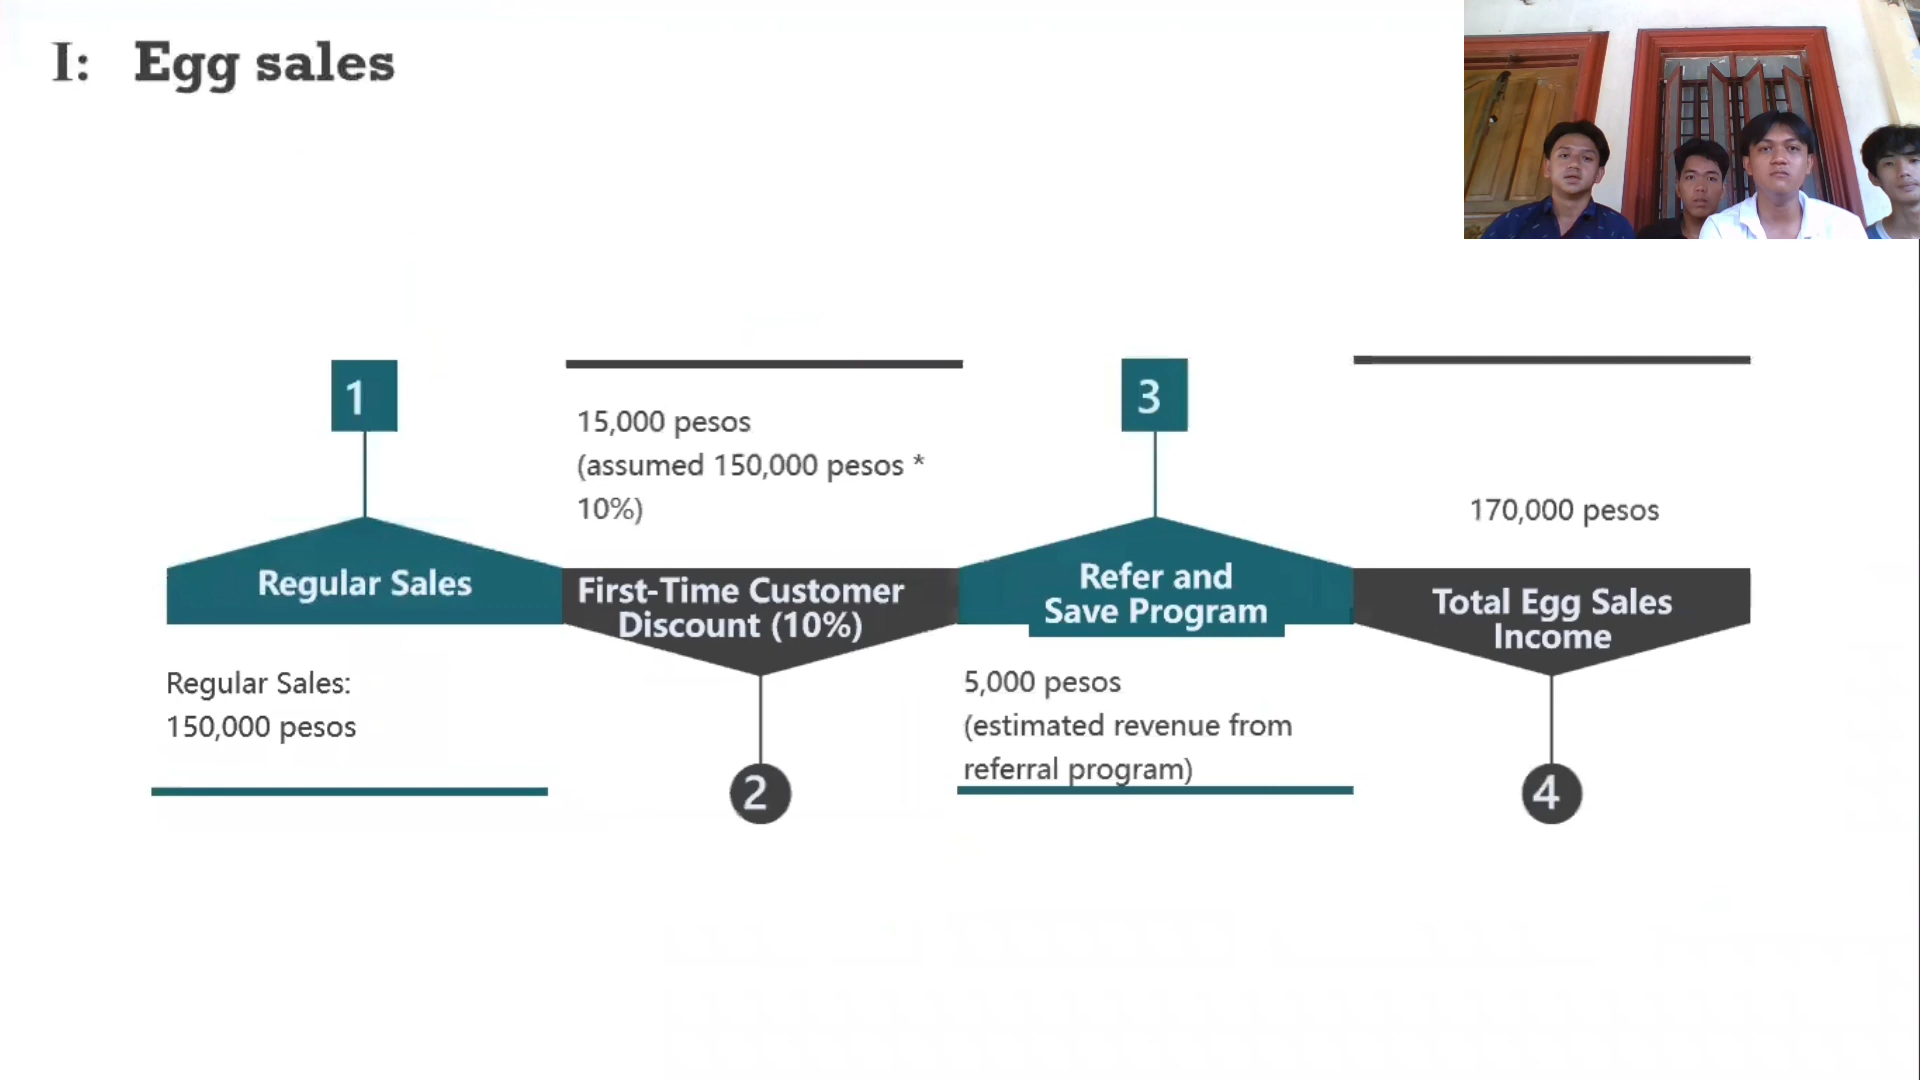 I: Egg sales
1
Regular Sales
Regular Sales:
150,000 pesos
15,000 pesos
(assumed 150,000 pesos *
10%)
First-Time Customer
Discount (10%)
2
3
Refer and
Save Program
5,000 pesos
(estimated revenue from
referral program)
170,000 pesos
Total Egg Sales
Income
4